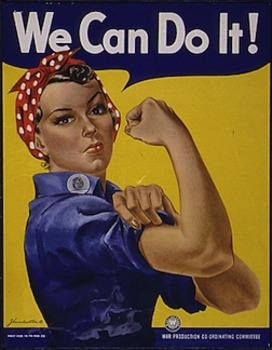 We Can Do It!
WAR PRODUCTION CO-ORDINATING COMMITTEE